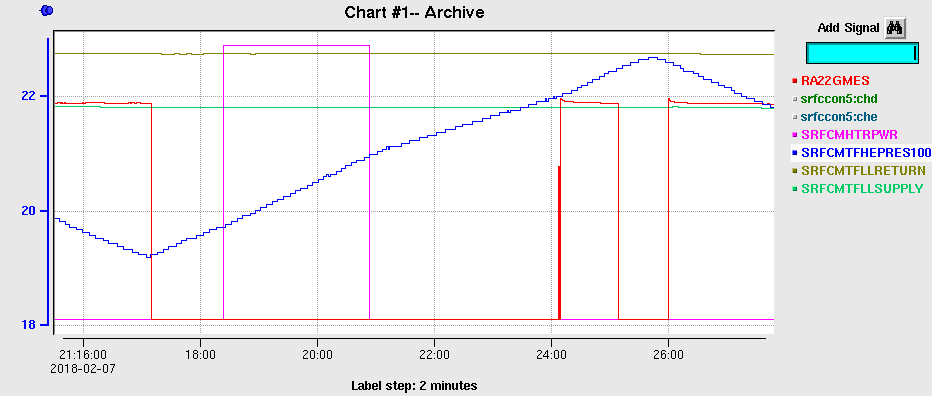 Chart #1-- Archive
Add Signal
RA22GMES
srfccon5:chd
srfccon5:che
SRFCMHTRPWR
SRFCMTFHEPRES100
SRFCMTFLLRETURN
SRFCMTFLLSUPPLY
22
20
18
21:16:00 18:00 20:00 22:00 24:00 26:00
2018-02-07
Label step: 2 minutes